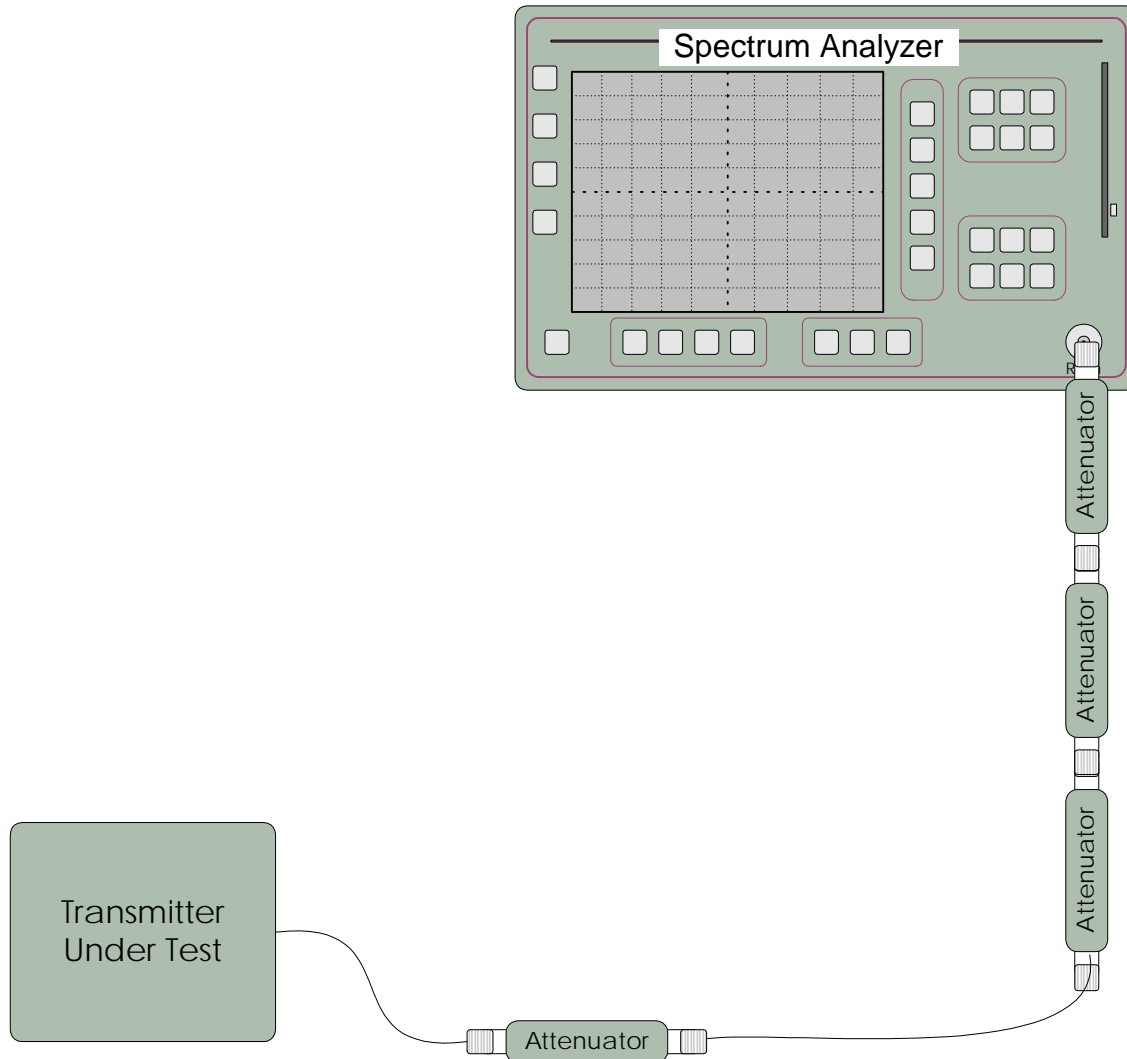 Spectrum Analyzer
Attenuator
Attenuator
Attenuator
Transmitter
Under Test
Attenuator